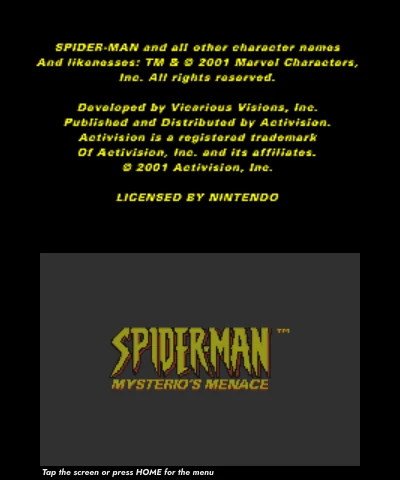 SPIDER-MAN and all other character names
And likenesses: TM & © 2001 Marvel Characters,
Inc. All rights reserved.
Developed by Vicarious Visions, Inc.
Published and Distributed by Activision.
Activision is a registered trademark
Of Activision, Inc. and its affiliates.
© 2001 Activision, Inc.
LICENSED BY NINTENDO
SPIDER-MAN™
MYSTERIO'S MENACE
Tap the screen or press HOME for the menu